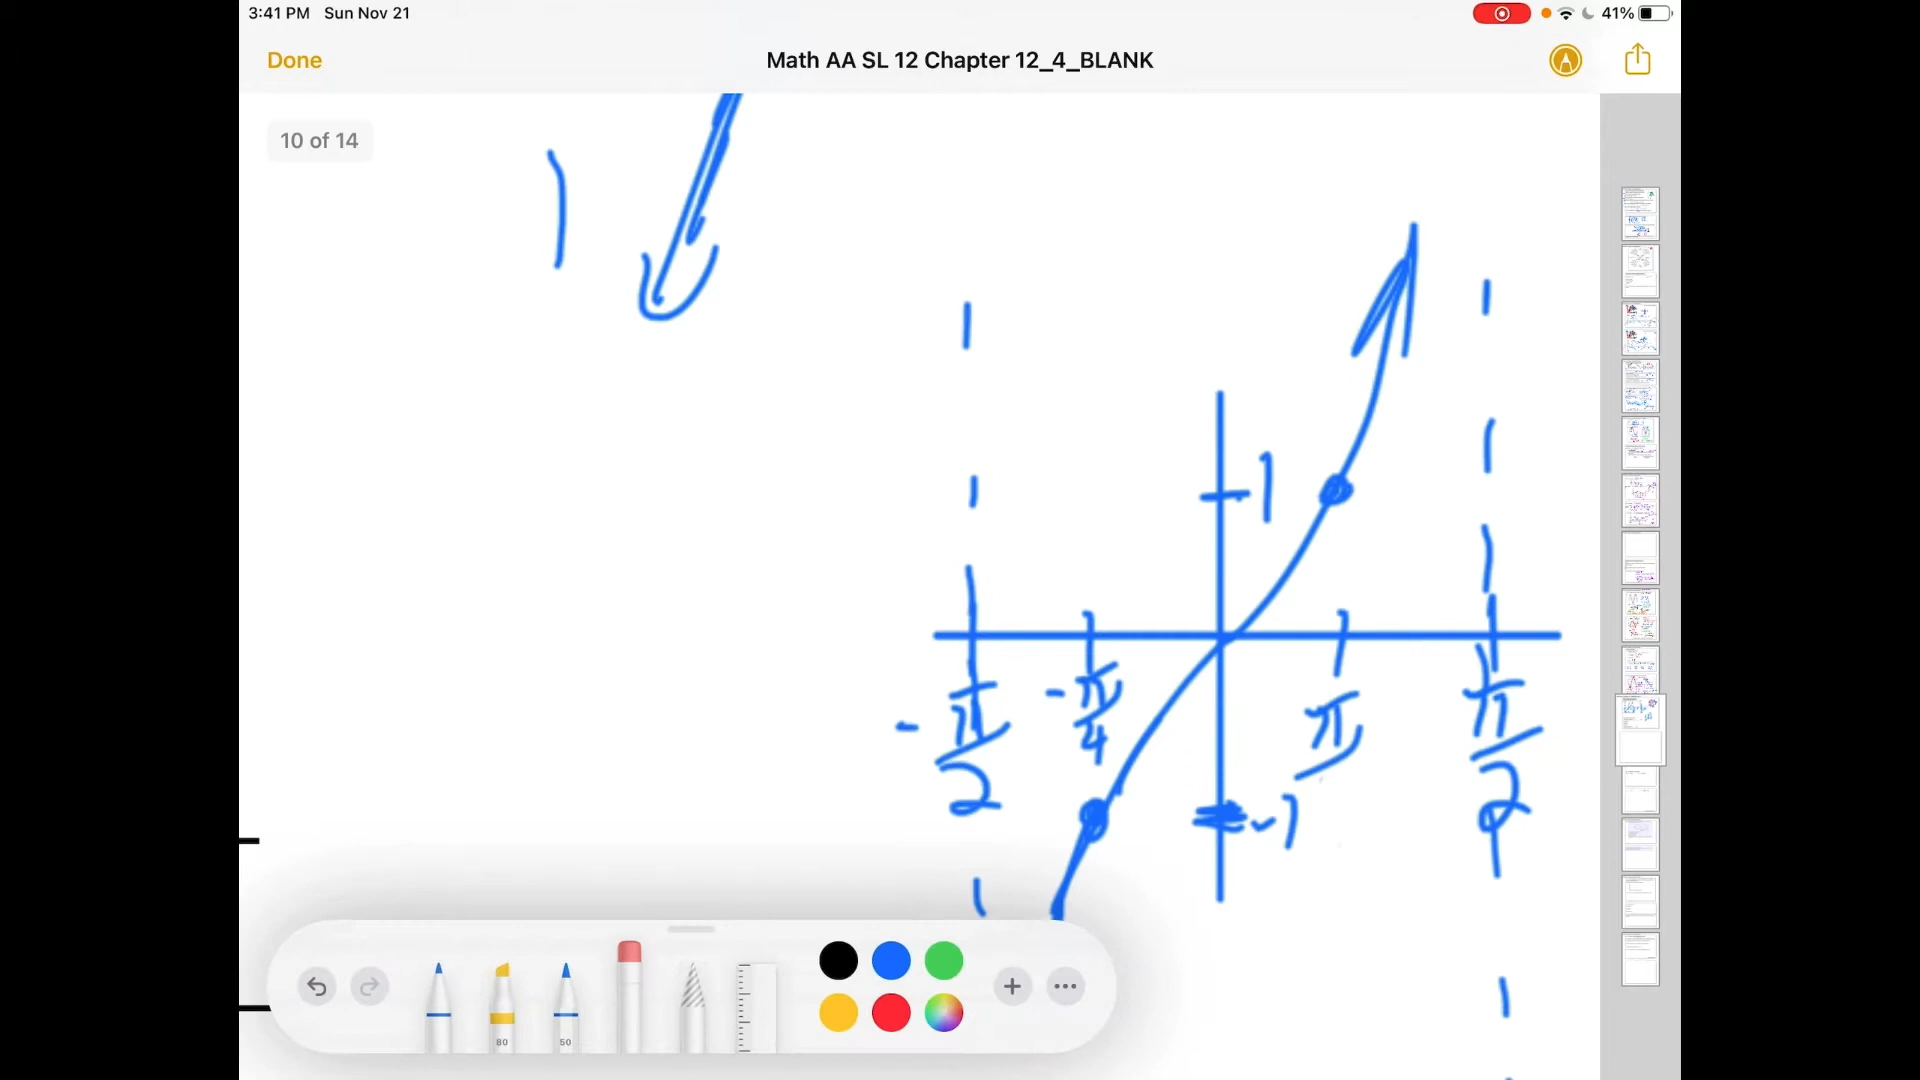 3:41 PM Sun Nov 21
41%
Done
Math AA SL 12 Chapter 12_4_BLANK
10 of 14
1
-π/2
-π/4
π
π/2
-1
80
50